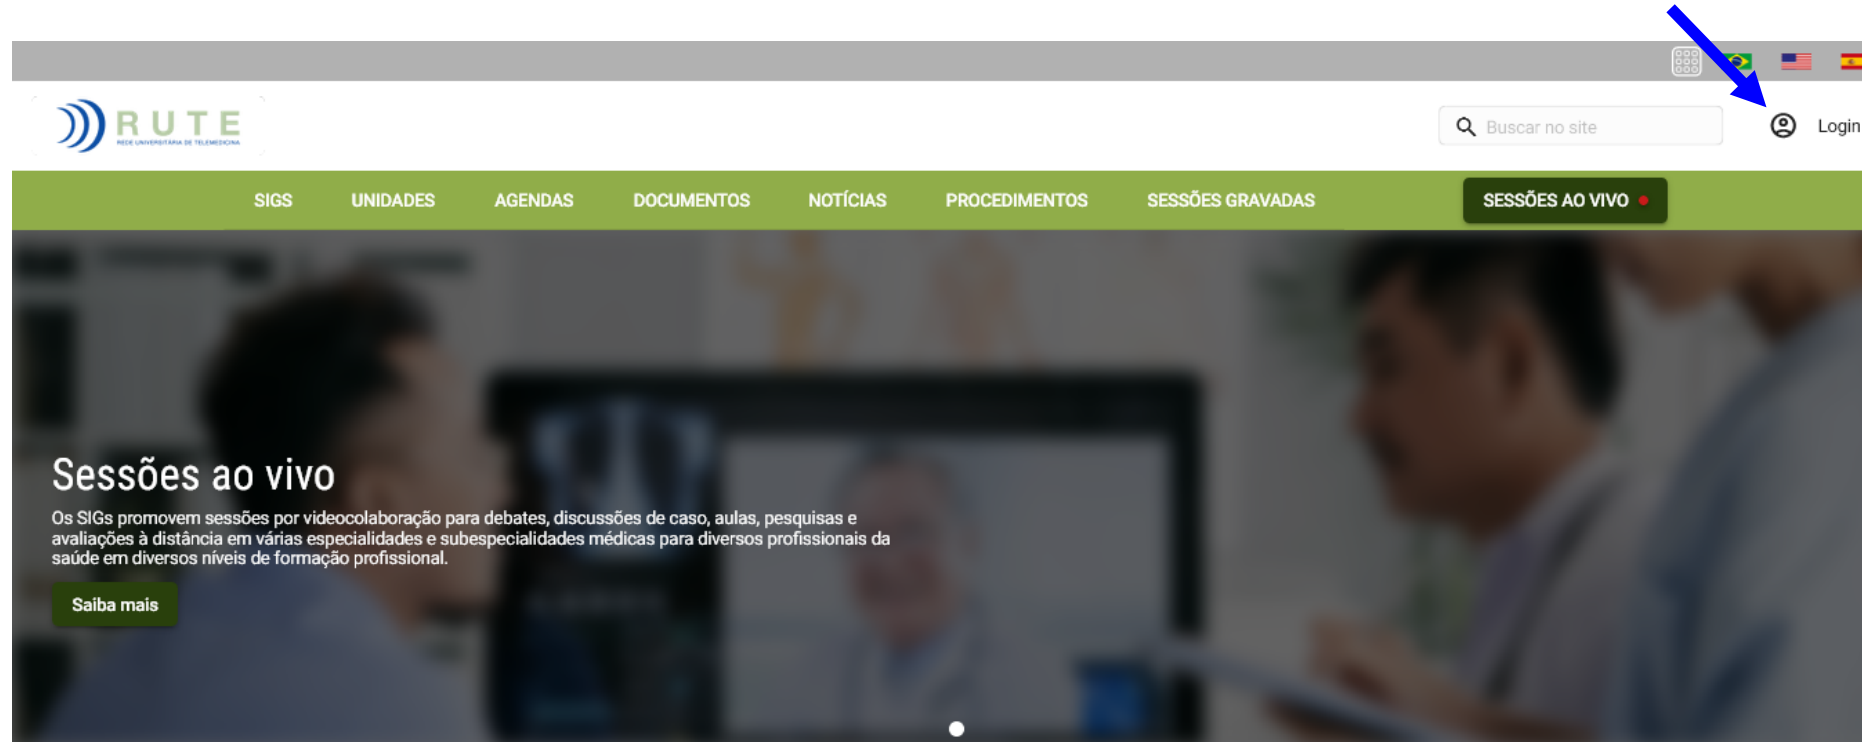 RUTE
REDE UNIVERSITÁRIA DE TELEMEDICINA
Buscar no site
Login
SIGS
UNIDADES
AGENDAS
DOCUMENTOS
NOTÍCIAS
PROCEDIMENTOS
SESSÕES GRAVADAS
SESSÕES AO VIVO
Sessões ao vivo
Os SIGs promovem sessões por videocolaboração para debates, discussões de caso, aulas, pesquisas e
avaliações à distância em várias especialidades e subespecialidades médicas para diversos profissionais da
saúde em diversos níveis de formação profissional.
Saiba mais